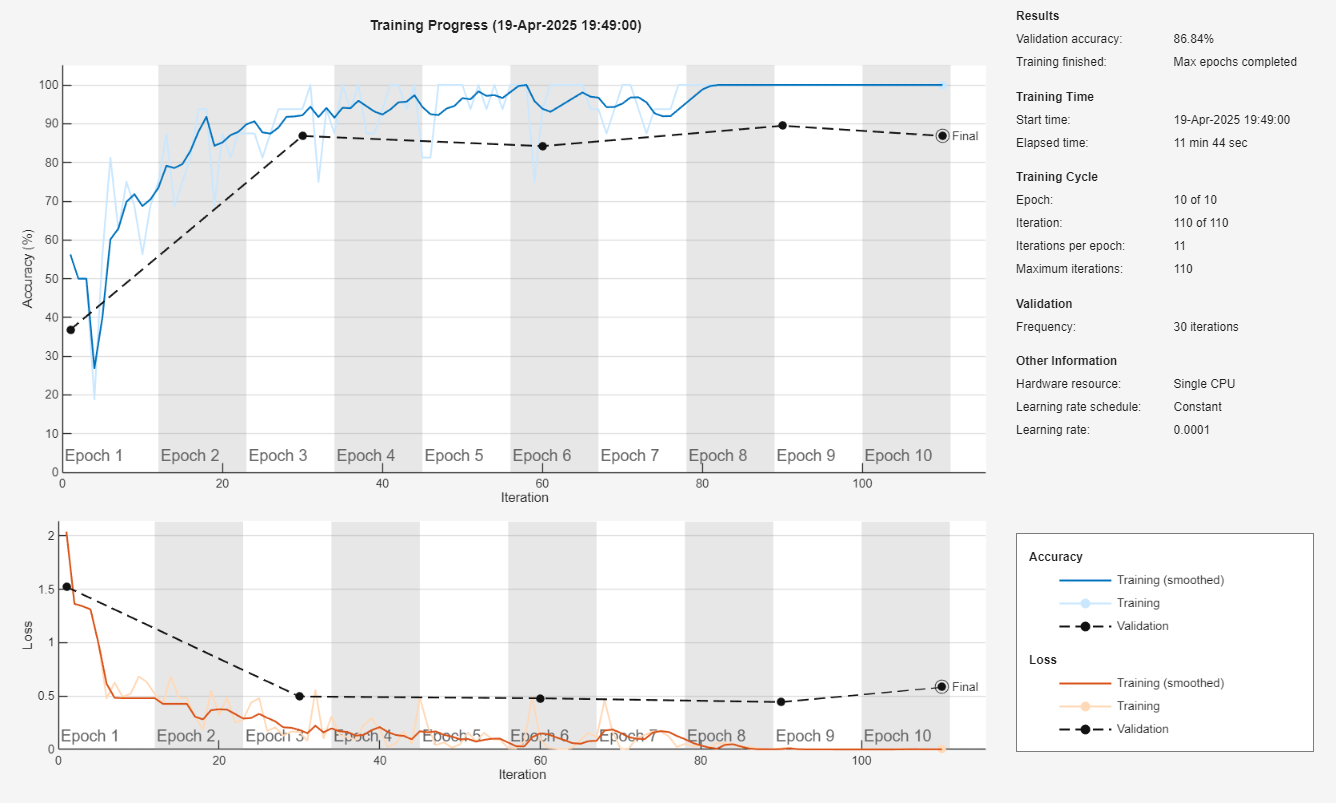 Training Progress (19-Apr-2025 19:49:00)
Accuracy (%)
100
90
80
70
60
50
40
30
20
10
0
Final
Epoch 1
Epoch 2
Epoch 3
Epoch 4
Epoch 5
Epoch 6
Epoch 7
Epoch 8
Epoch 9
Epoch 10
0
20
40
60
80
100
Iteration
Loss
2
1.5
1
0.5
0
Final
Epoch 1
Epoch 2
Epoch 3
Epoch 4
Epoch 5
Epoch 6
Epoch 7
Epoch 8
Epoch 9
Epoch 10
0
20
40
60
80
100
Iteration
Results
Validation accuracy: 86.84%
Training finished: Max epochs completed
Training Time
Start time: 19-Apr-2025 19:49:00
Elapsed time: 11 min 44 sec
Training Cycle
Epoch: 10 of 10
Iteration: 110 of 110
Iterations per epoch: 11
Maximum iterations: 110
Validation
Frequency: 30 iterations
Other Information
Hardware resource: Single CPU
Learning rate schedule: Constant
Learning rate: 0.0001
Accuracy
Training (smoothed)
Training
Validation
Loss
Training (smoothed)
Training
Validation